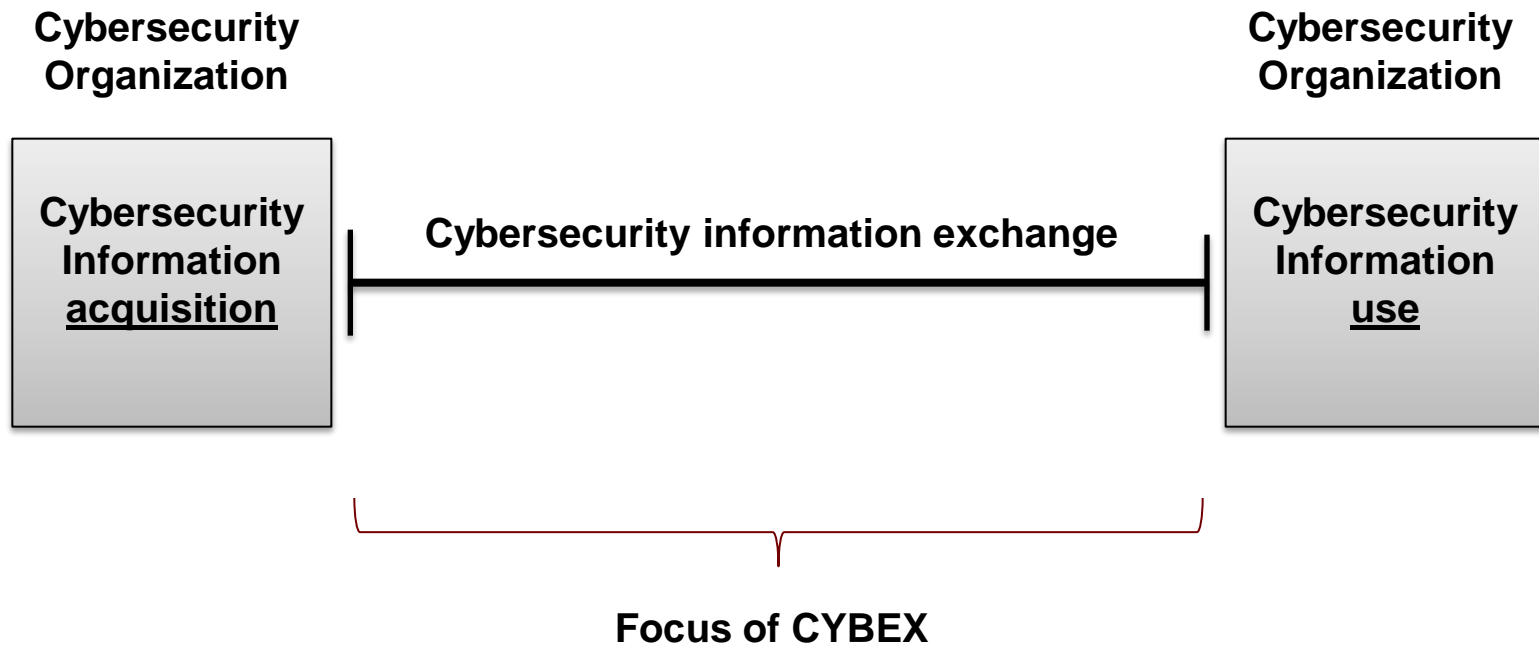 Cybersecurity
Organization
Cybersecurity
Organization
Cybersecurity
Information
acquisition
Cybersecurity information exchange
Cybersecurity
Information
use
Focus of CYBEX